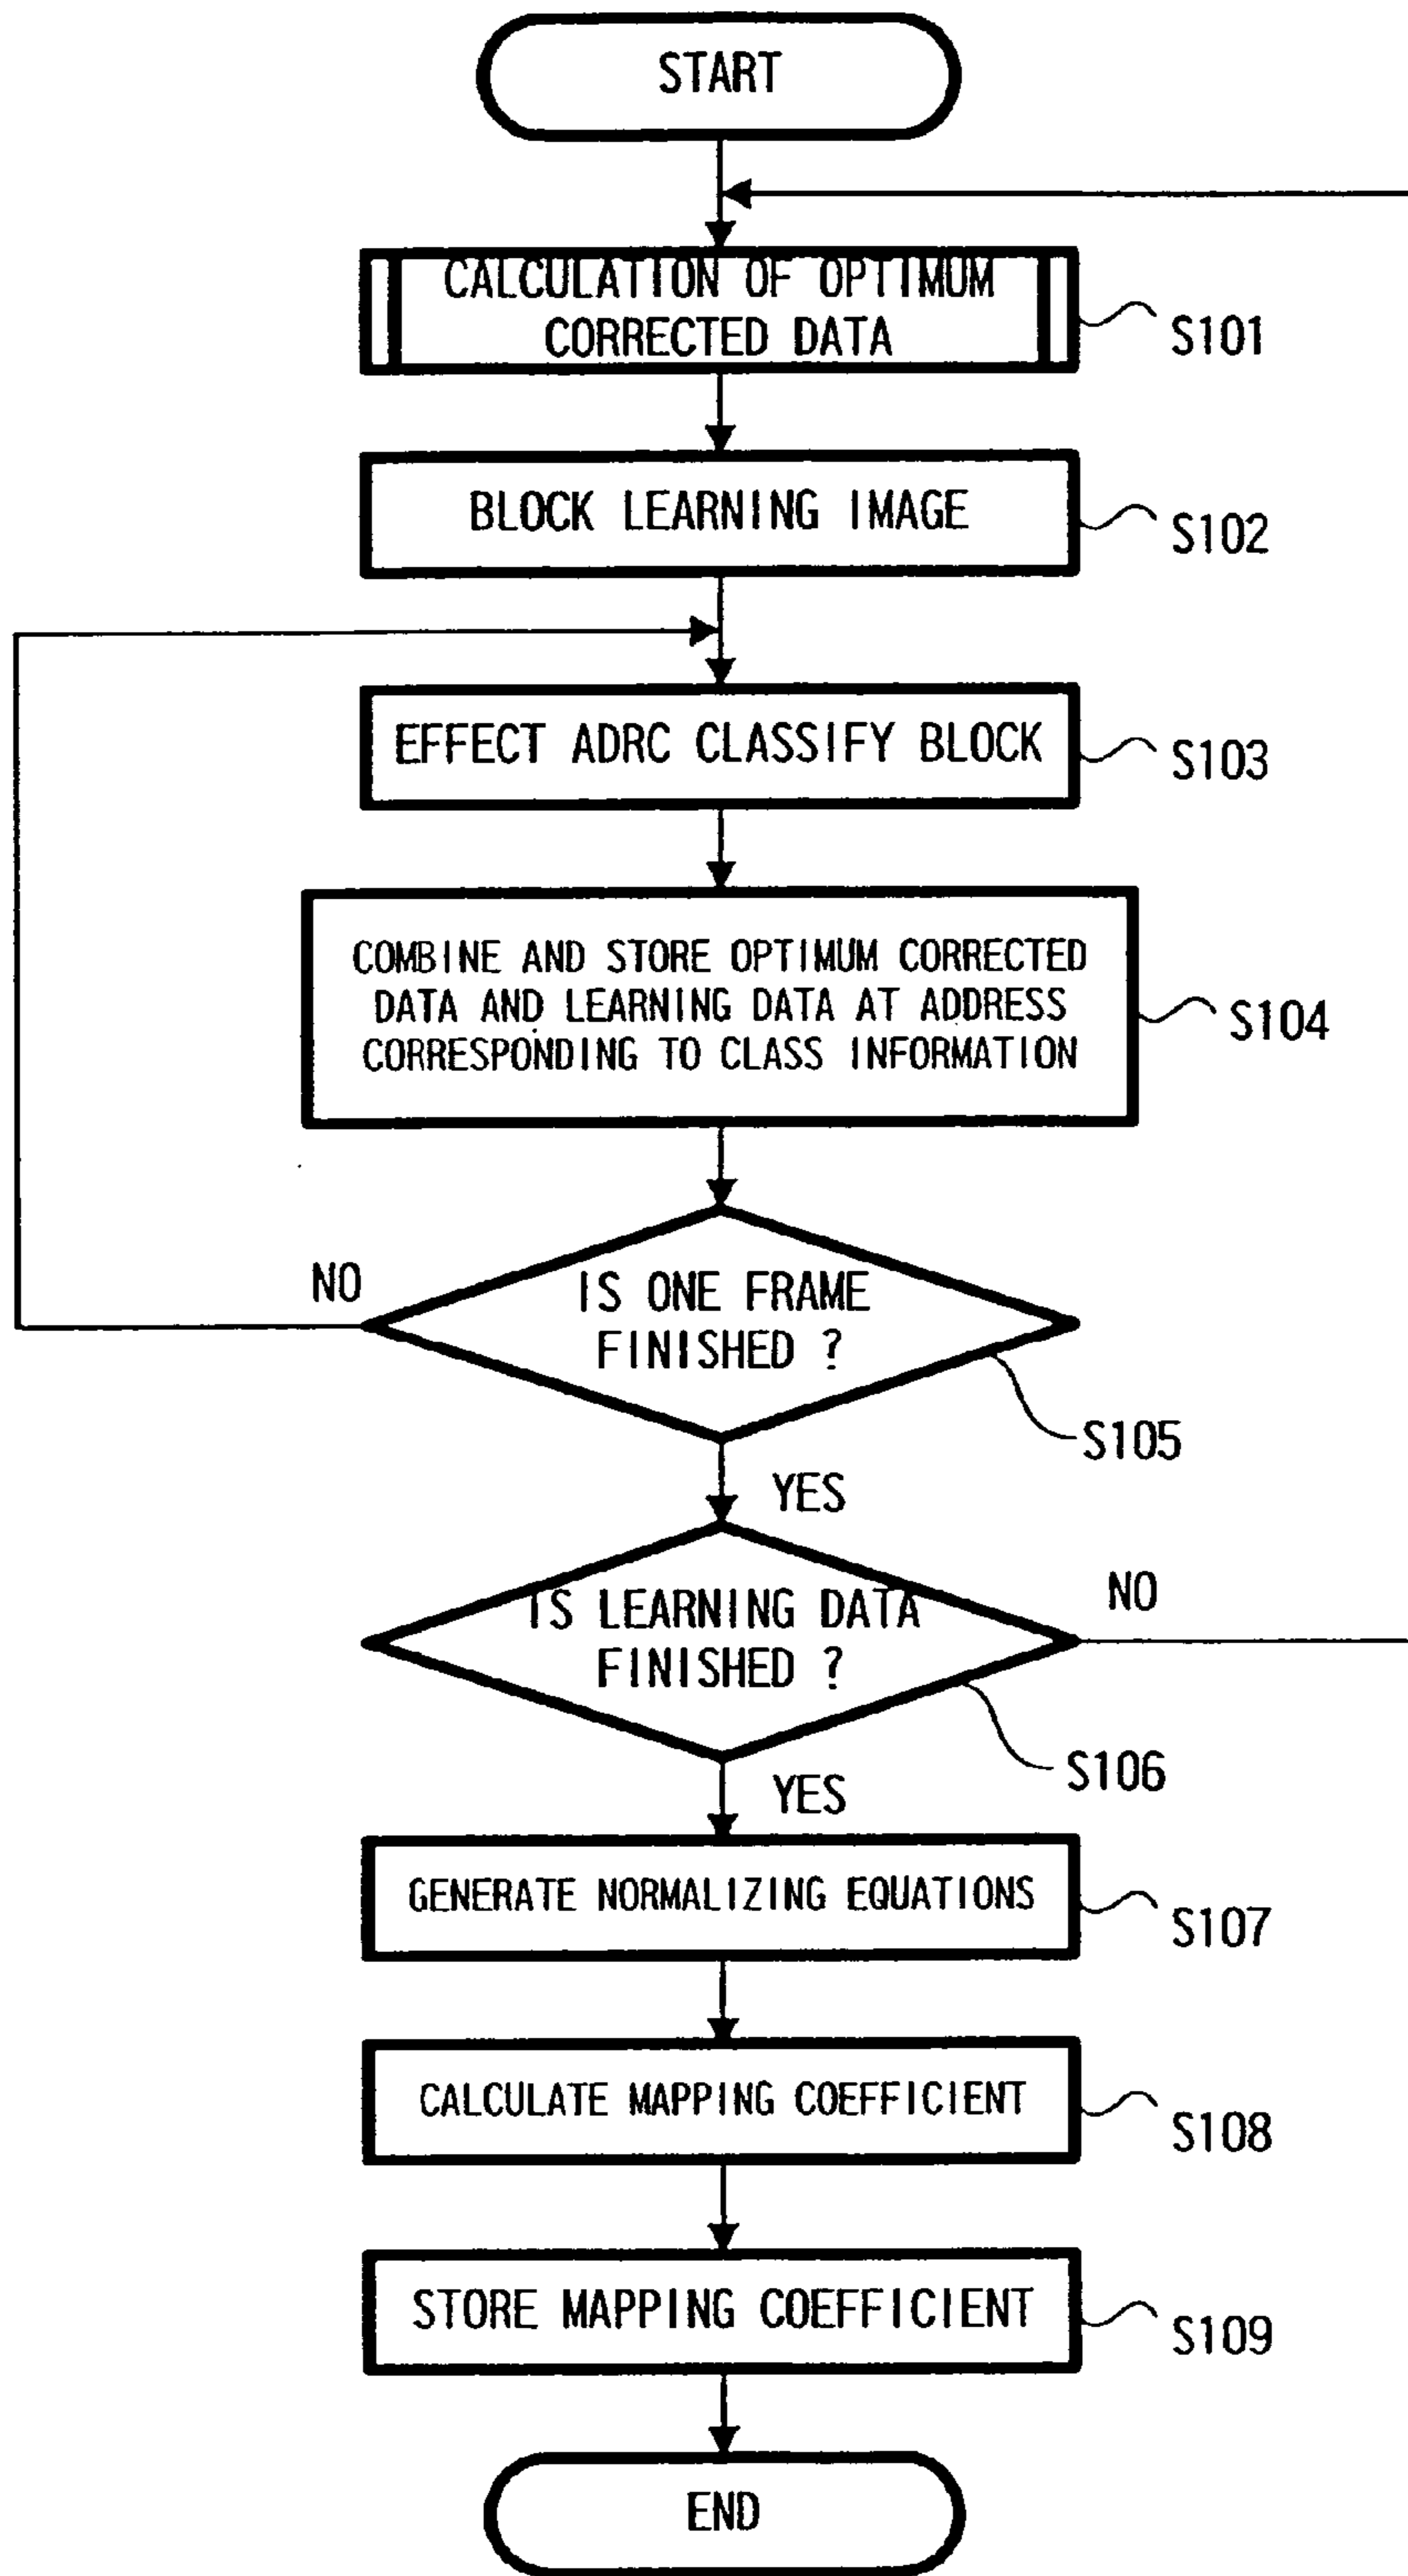 START
CALCULATION OF OPTIMUM
CORRECTED DATA
S101
BLOCK LEARNING IMAGE
S102
EFFECT ADRC CLASSIFY BLOCK
S103
COMBINE AND STORE OPTIMUM CORRECTED
DATA AND LEARNING DATA AT ADDRESS
CORRESPONDING TO CLASS INFORMATION
S104
NO
IS ONE FRAME
FINISHED ?
S105
YES
IS LEARNING DATA
FINISHED ?
NO
S106
YES
GENERATE NORMALIZING EQUATIONS
S107
CALCULATE MAPPING COEFFICIENT
S108
STORE MAPPING COEFFICIENT
S109
END